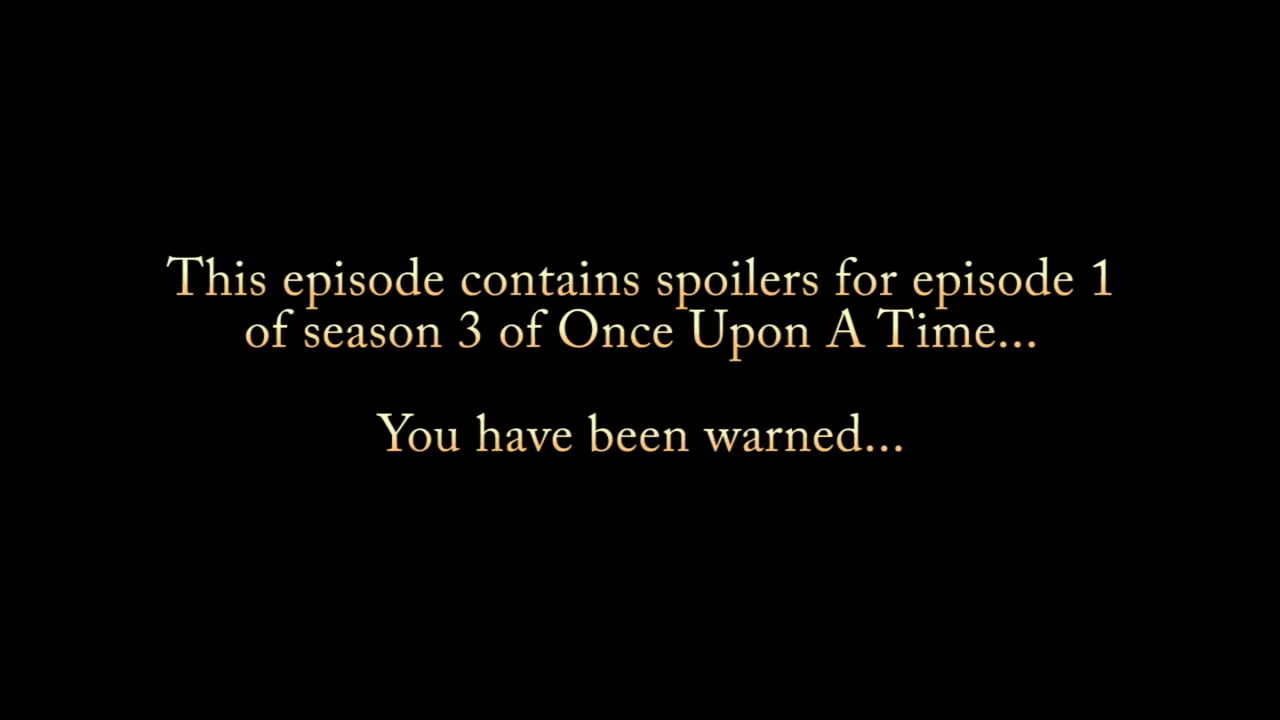 This episode contains spoilers for episode 1
of season 3 of Once Upon A Time...
You have been warned...